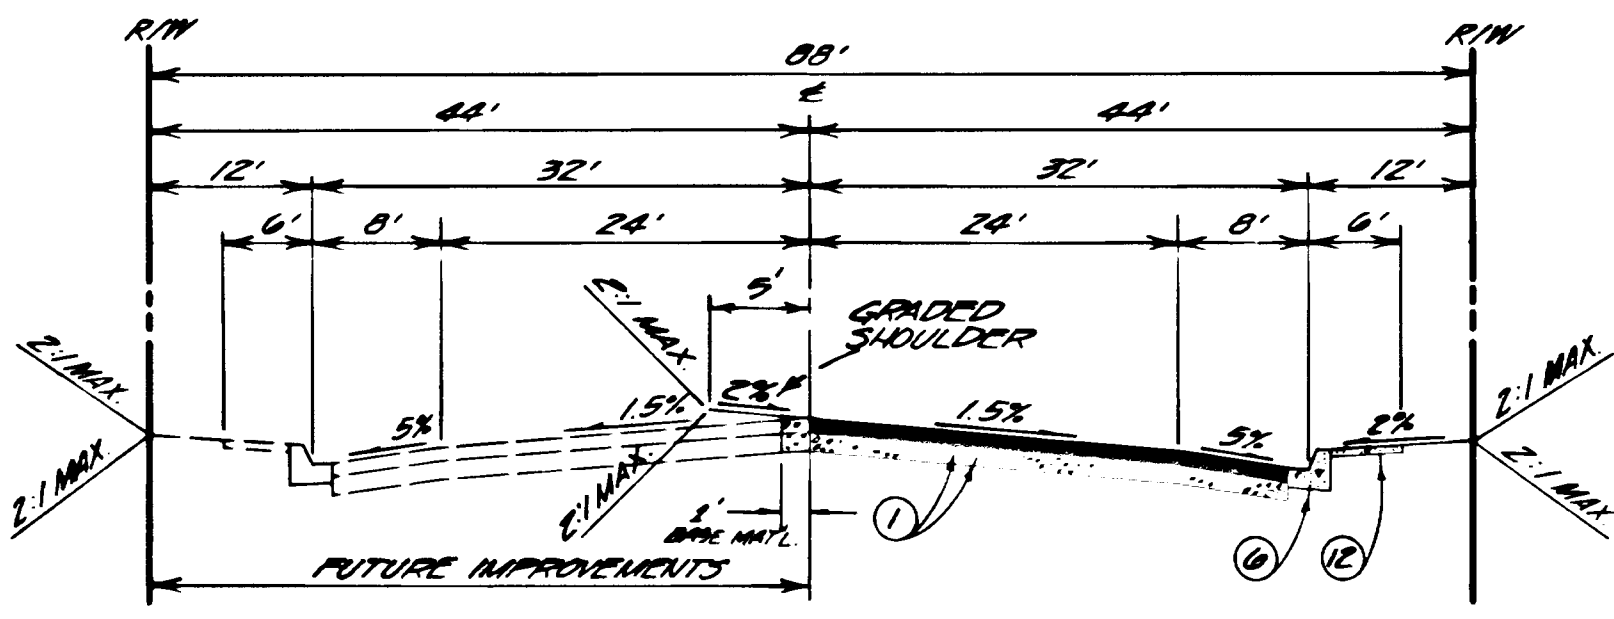 R/W
R/W
88'
℄
44'
44'
12'
32'
32'
12'
6'
8'
24'
24'
8'
6'
5'
2:1 MAX
GRADED
SHOULDER
2:1 MAX.
2:1 MAX.
2%
1.5%
1.5%
5%
5%
2%
2:1 MAX.
2:1 MAX.
2:1 MAX.
BASE MAT'L.
1
6
12
FUTURE IMPROVEMENTS